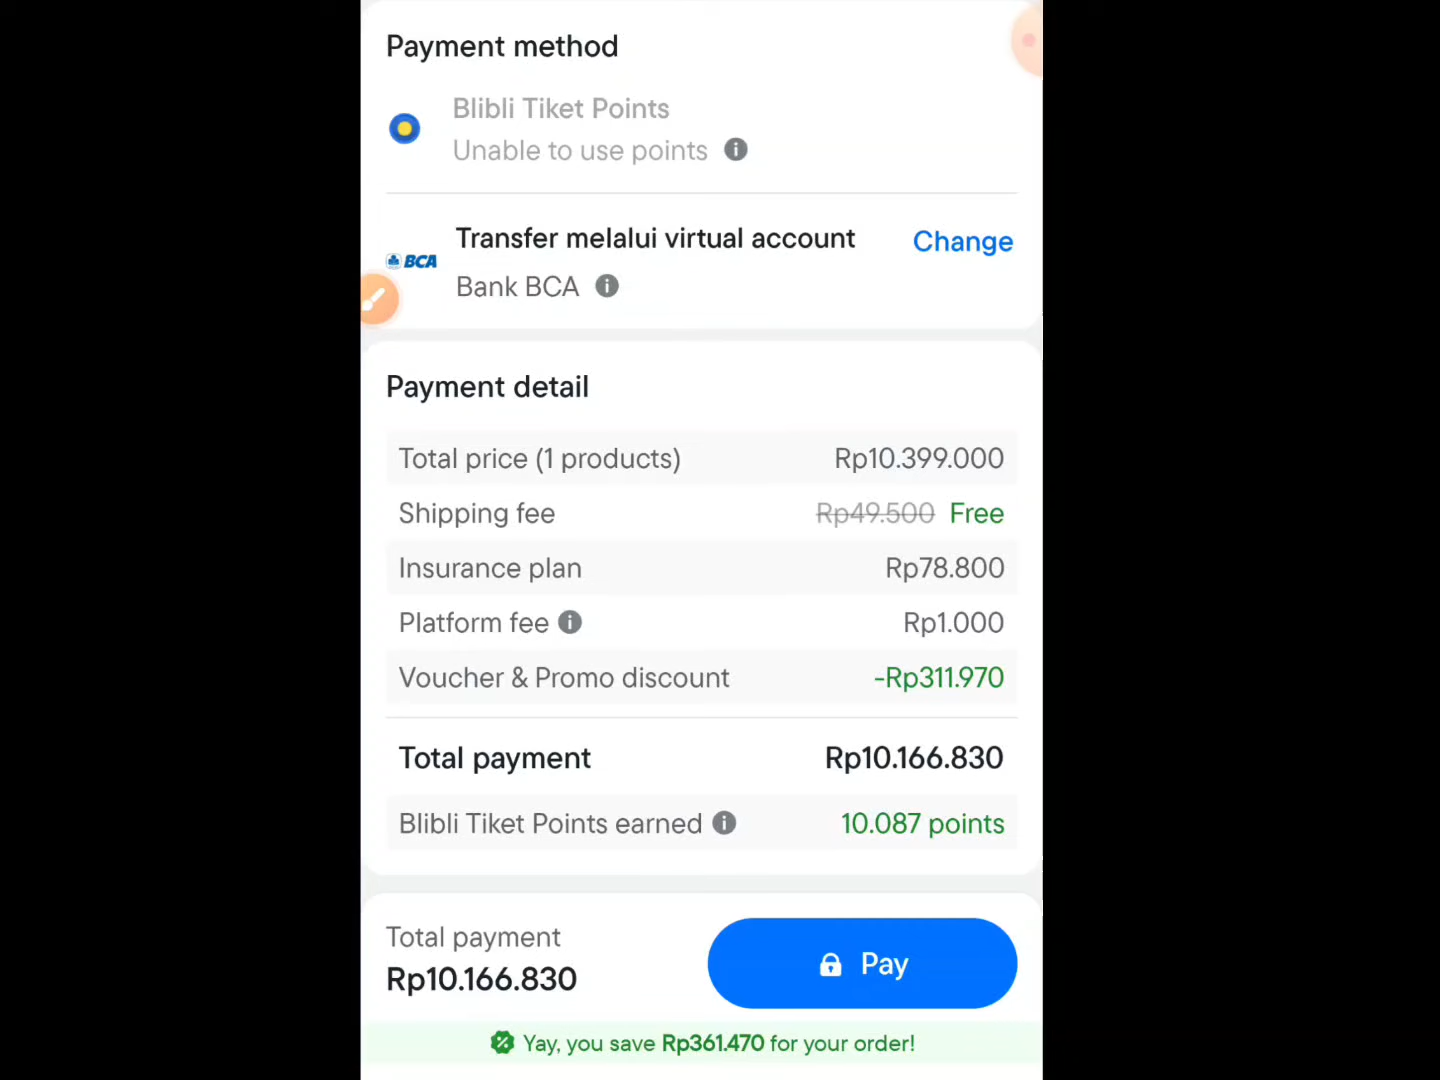 Payment method
Blibli Tiket Points
Unable to use points
Transfer melalui virtual account
Change
BCA
Bank BCA
Payment detail
Total price (1 products) Rp10.399.000
Shipping fee Rp49.500 Free
Insurance plan Rp78.800
Platform fee Rp1.000
Voucher & Promo discount -Rp311.970
Total payment Rp10.166.830
Blibli Tiket Points earned 10.087 points
Total payment
Rp10.166.830
Pay
Yay, you save Rp361.470 for your order!